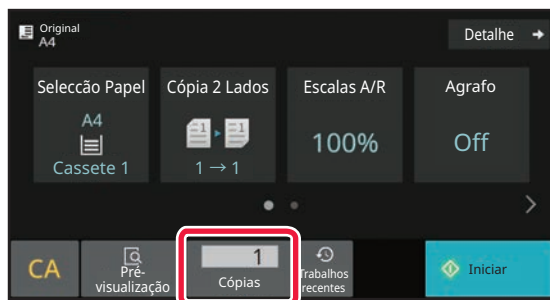 Original
A4
Detalhe
Seleccão Papel
A4
Cassete 1
Cópia 2 Lados
1 → 1
Escalas A/R
100%
Agrafo
Off
CA
Pré-
visualização
1
Cópias
Trabalhos
recentes
Iniciar